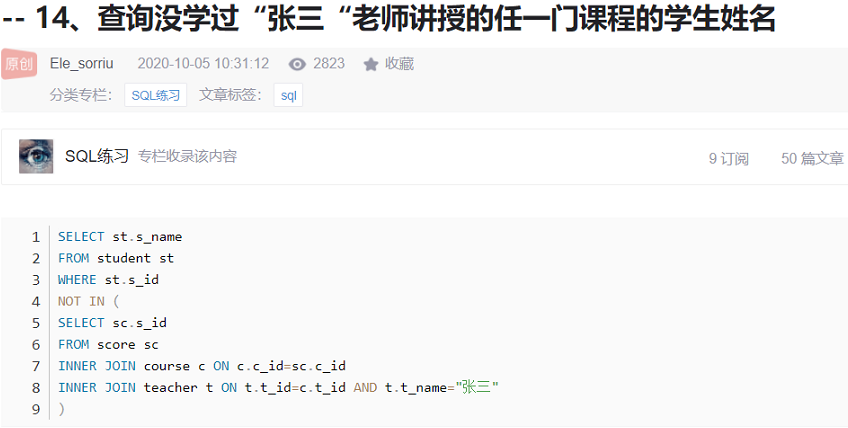 -- 14、查询没学过“张三“老师讲授的任一门课程的学生姓名
原创 Ele_sorriu 2020-10-05 10:31:12 2823 收藏
分类专栏： SQL练习 文章标签： sql
SQL练习 专栏收录该内容 9 订阅 50 篇文章
1 SELECT st.s_name
2 FROM student st
3 WHERE st.s_id
4 NOT IN (
5 SELECT sc.s_id
6 FROM score sc
7 INNER JOIN course c ON c.c_id=sc.c_id
8 INNER JOIN teacher t ON t.t_id=c.t_id AND t.t_name="张三"
9 )